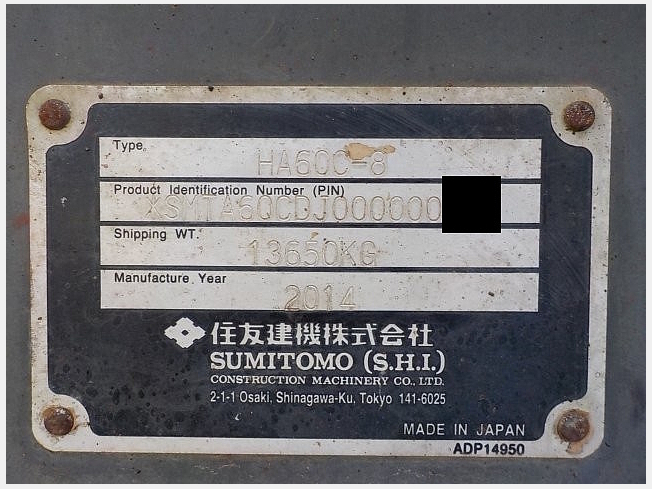 Type
HA60C-8
Product Identification Number (PIN)
XSMTA60CDJ000000
Shipping WT.
13650KG
Manufacture Year
2014
住友建機株式会社
SUMITOMO (S.H.I.)
CONSTRUCTION MACHINERY CO., LTD.
2-1-1 Osaki, Shinagawa-Ku, Tokyo 141-6025
MADE IN JAPAN
ADP14950